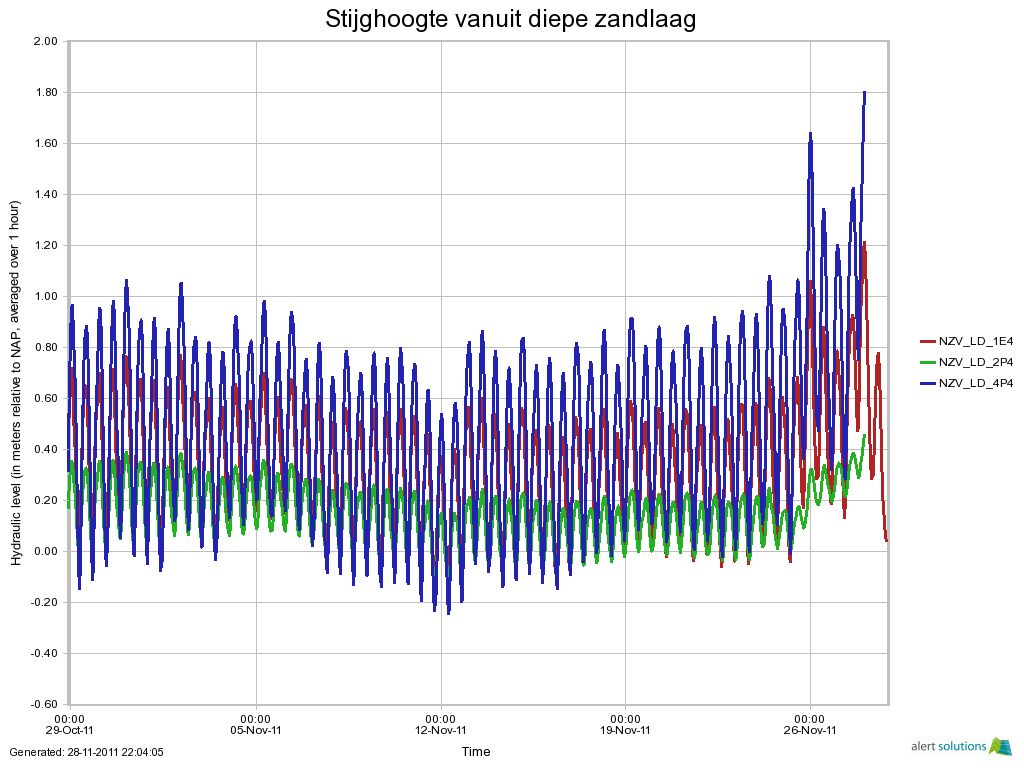 Stijghoogte vanuit diepe zandlaag
Hydraulic level (in meters relative to NAP, averaged over 1 hour)
2.00
1.80
1.60
1.40
1.20
1.00
0.80
0.60
0.40
0.20
0.00
-0.20
-0.40
-0.60
NZV_LD_1E4
NZV_LD_2P4
NZV_LD_4P4
00:00 00:00 00:00 00:00 00:00
29-Oct-11 05-Nov-11 12-Nov-11 19-Nov-11 26-Nov-11
Time
Generated: 28-11-2011 22:04:05
alert solutions